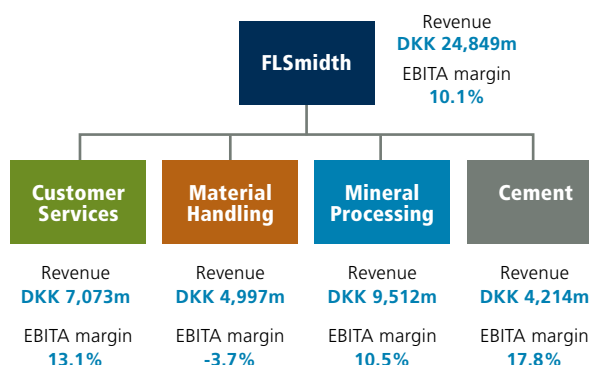 FLSmidth
Revenue
DKK 24,849m
EBITA margin
10.1%
Customer
Services
Material
Handling
Mineral
Processing
Cement
Revenue
DKK 7,073m
EBITA margin
13.1%
Revenue
DKK 4,997m
EBITA margin
-3.7%
Revenue
DKK 9,512m
EBITA margin
10.5%
Revenue
DKK 4,214m
EBITA margin
17.8%